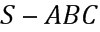 S – ABC